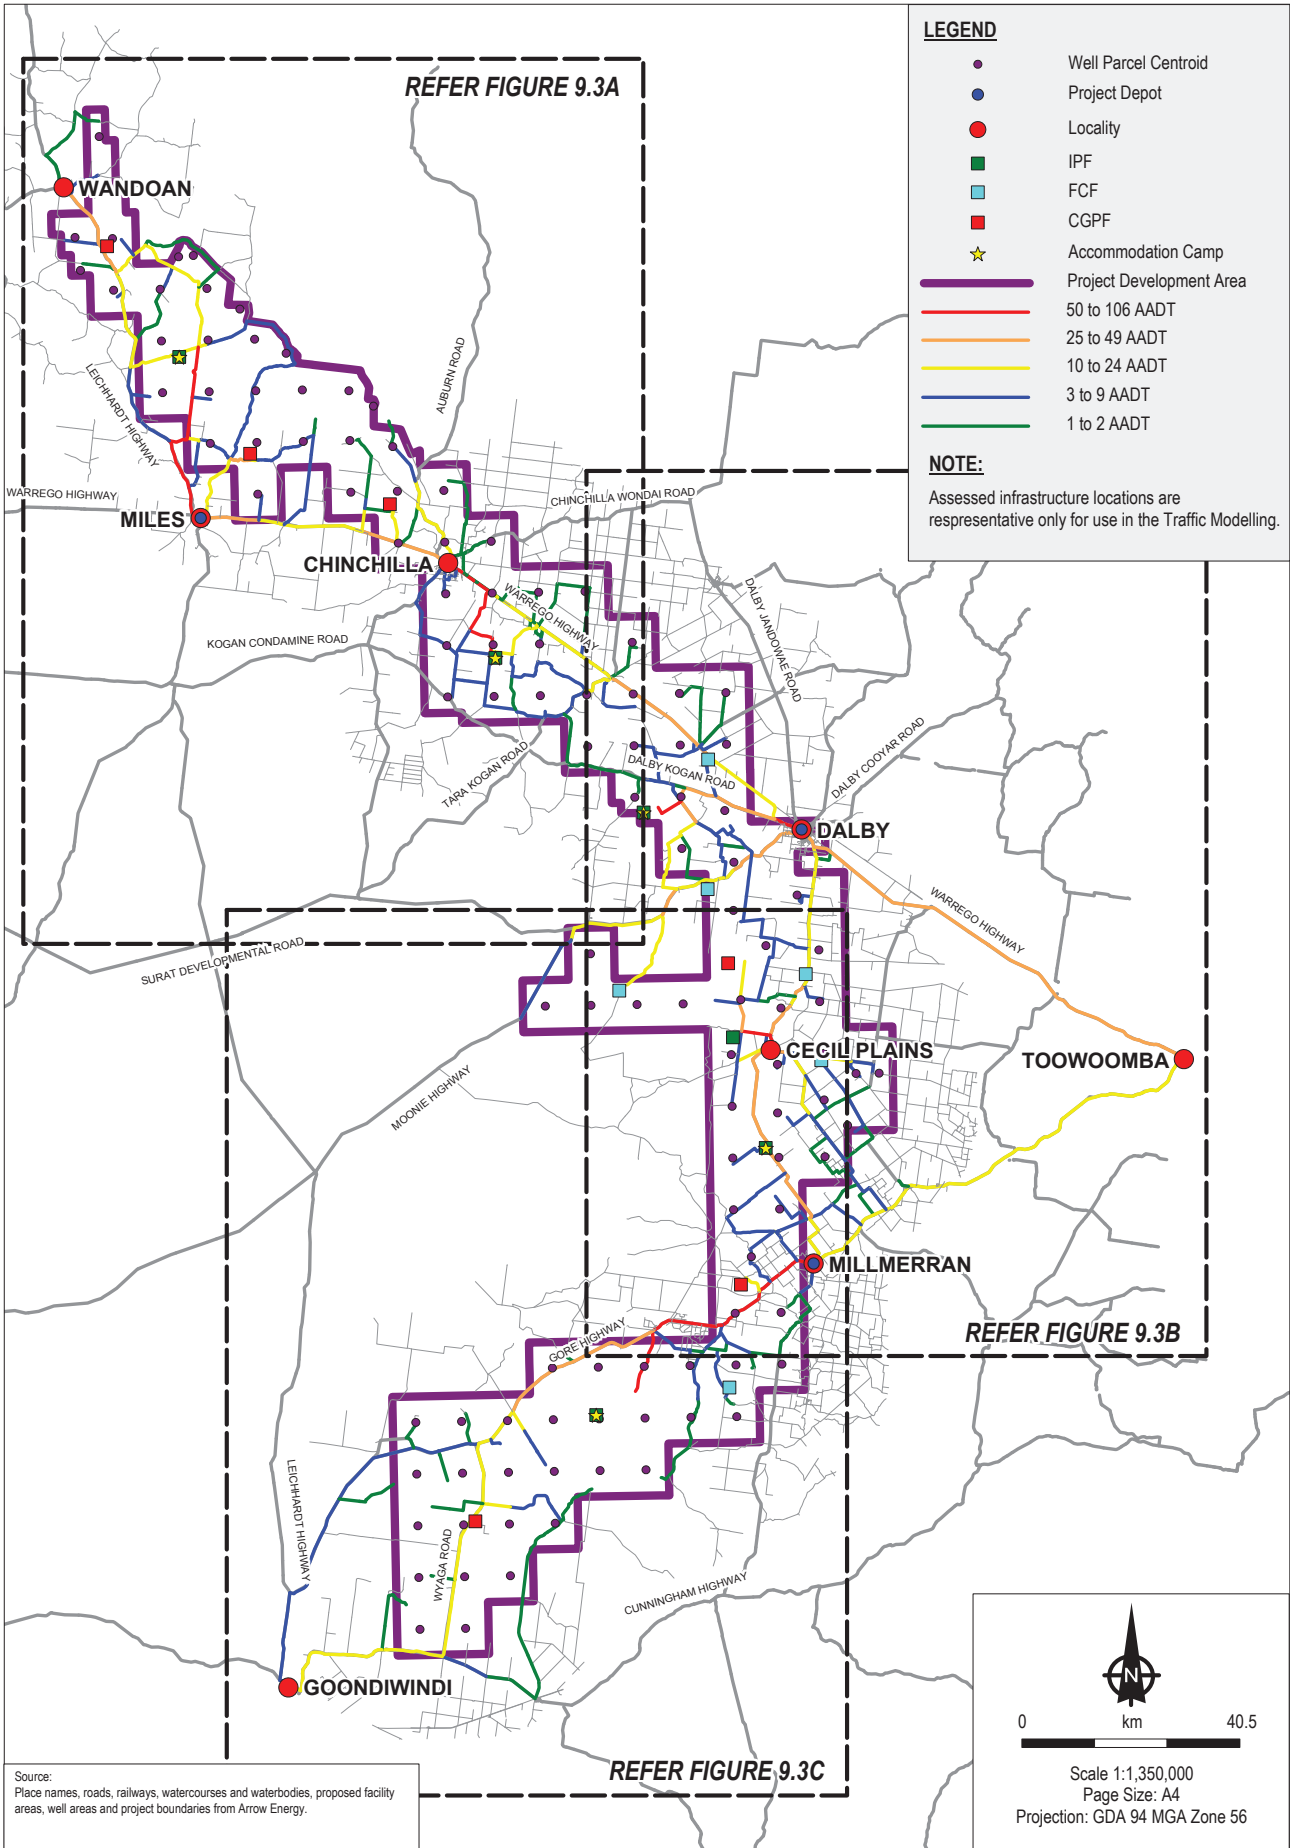 REFER FIGURE 9.3A
LEGEND
Well Parcel Centroid
Project Depot
Locality
IPF
FCF
CGPF
Accommodation Camp
Project Development Area
50 to 106 AADT
25 to 49 AADT
10 to 24 AADT
3 to 9 AADT
1 to 2 AADT
NOTE:
Assessed infrastructure locations are
respresentative only for use in the Traffic Modelling.
WANDOAN
AUBURN ROAD
LEICHHARDT HIGHWAY
WARREGO HIGHWAY
MILES
CHINCHILLA WONDAI ROAD
CHINCHILLA
WARREGO HIGHWAY
DALBY JANDOWAE ROAD
KOGAN CONDAMINE ROAD
TARA KOGAN ROAD
DALBY KOGAN ROAD
DALBY COOYAR ROAD
DALBY
WARREGO HIGHWAY
SURAT DEVELOPMENTAL ROAD
CECIL PLAINS
TOOWOOMBA
MOONIE HIGHWAY
MILLMERRAN
GORE HIGHWAY
REFER FIGURE 9.3B
LEICHHARDT HIGHWAY
WYAGA ROAD
CUNNINGHAM HIGHWAY
GOONDIWINDI
REFER FIGURE 9.3C
N
0 km 40.5
Scale 1:1,350,000
Page Size: A4
Projection: GDA 94 MGA Zone 56
Source:
Place names, roads, railways, watercourses and waterbodies, proposed facility
areas, well areas and project boundaries from Arrow Energy.